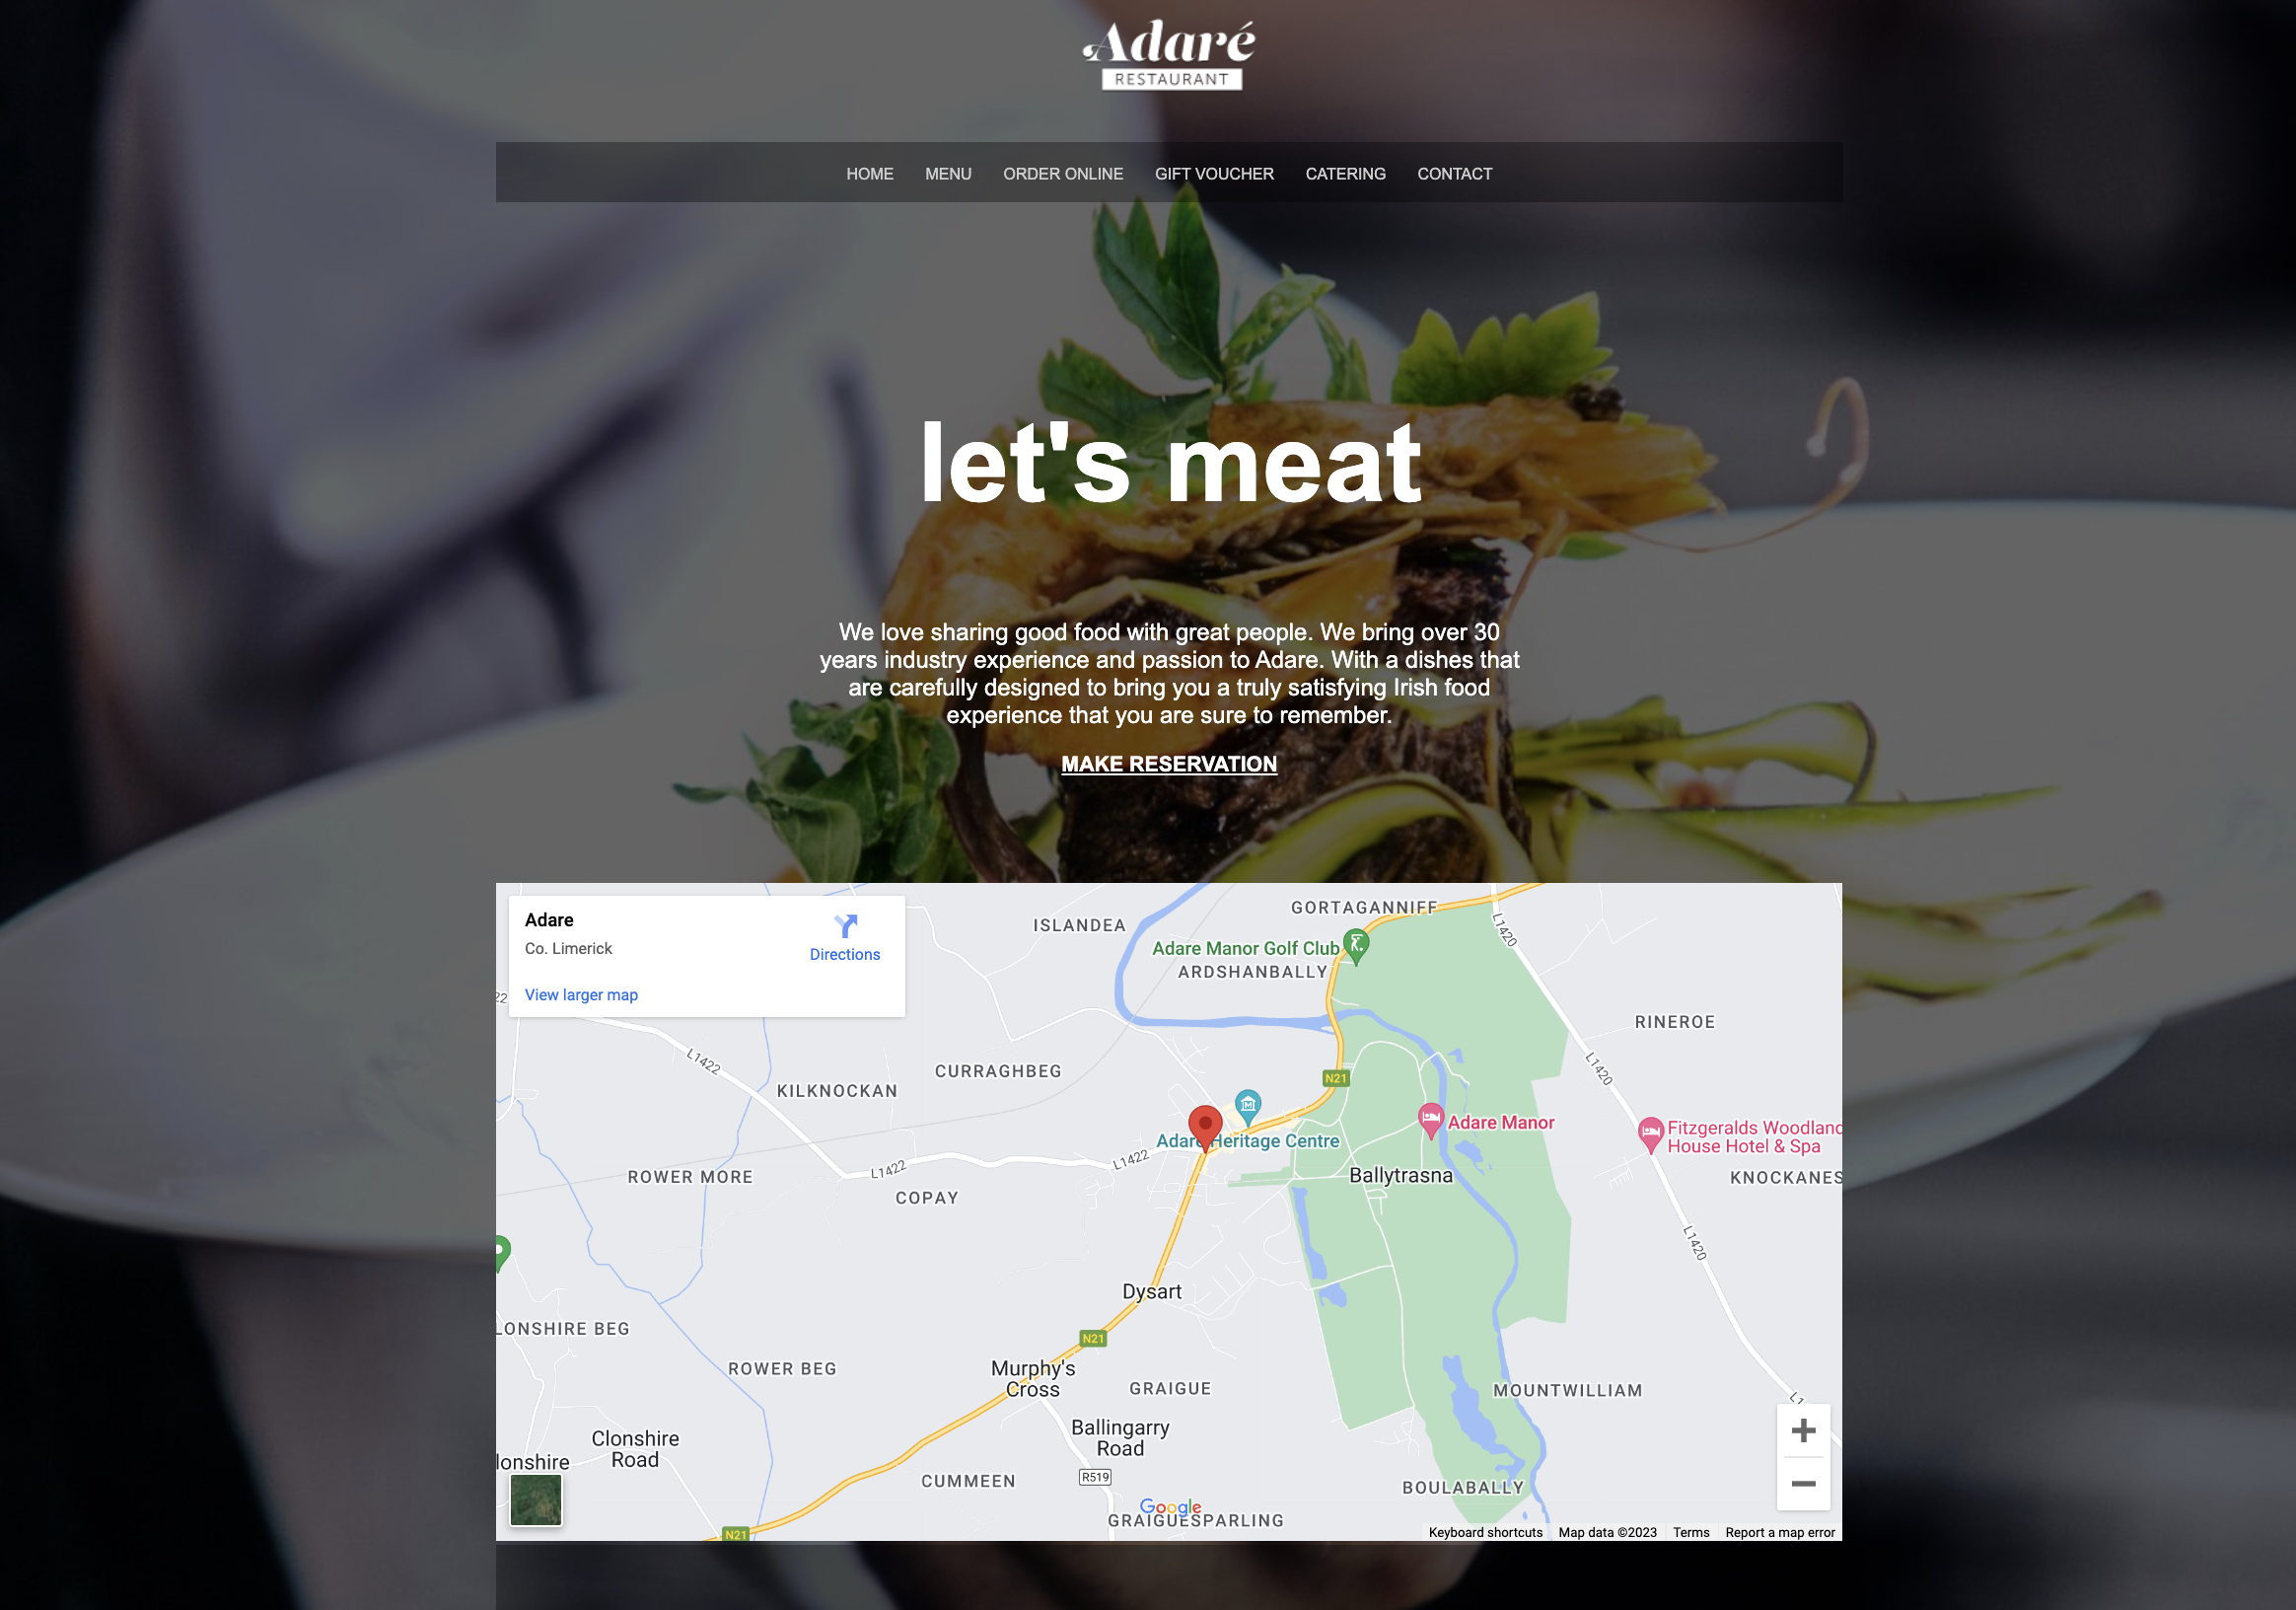 Adaré
RESTAURANT
HOME MENU ORDER ONLINE GIFT VOUCHER CATERING CONTACT
let's meat
We love sharing good food with great people. We bring over 30
years industry experience and passion to Adare. With a dishes that
are carefully designed to bring you a truly satisfying Irish food
experience that you are sure to remember.
MAKE RESERVATION
Adare
Co. Limerick
Directions
View larger map
ISLANDEA
GORTAGANNIFF
Adare Manor Golf Club
ARDSHANBALLY
L1420
22
RINEROE
L1422
CURRAGHBEG
KILKNOCKAN
N21
L1420
Adare Heritage Centre
Adare Manor
Fitzgeralds Woodland
House Hotel & Spa
L1422
L1422
ROWER MORE
COPAY
Ballytrasna
KNOCKANES
L1420
Dysart
LONSHIRE BEG
N21
ROWER BEG
Murphy's
Cross
GRAIGUE
MOUNTWILLIAM
L1
Clonshire
Road
Ballingarry
Road
lonshire
CUMMEEN
R519
BOULABALLY
Google
GRAIGUESPARLING
N21
Keyboard shortcuts Map data ©2023 Terms Report a map error